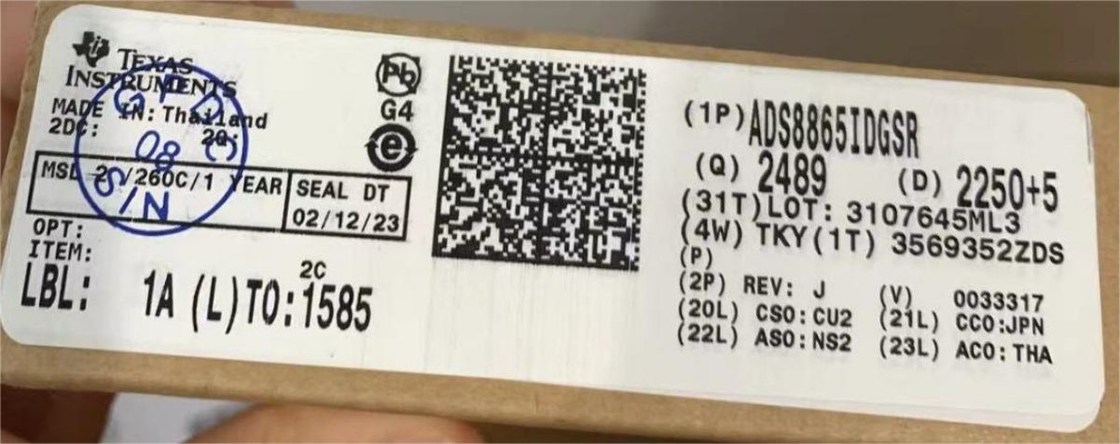 TEXAS
INSTRUMENTS
MADE IN: Thailand
2DC: 2Q:
MSL 2 /260C/1 YEAR
SEAL DT
02/12/23
OPT:
ITEM:
2C
LBL: 1A (L)TO:1585
Pb
G4
e
(1P) ADS8865IDGSR
(Q) 2489 (D) 2250+5
(31T)LOT: 3107645ML3
(4W) TKY(1T) 3569352ZDS
(P)
(2P) REV: J (V) 0033317
(20L) CSO:CU2 (21L) CCO:JPN
(22L) ASO:NS2 (23L) ACO:THA